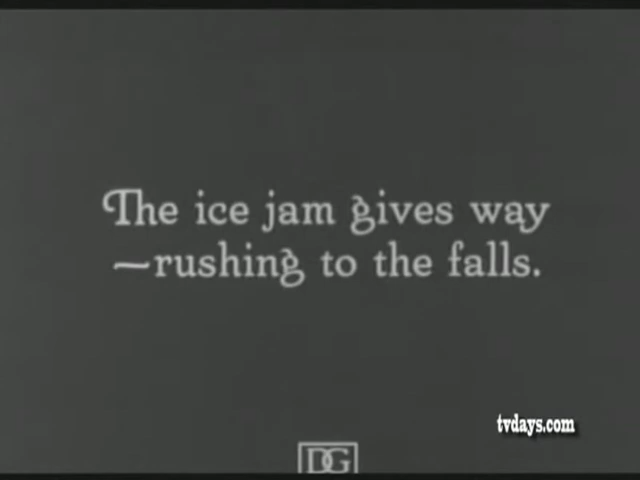 The ice jam gives way
—rushing to the falls.
tvdays.com
DG